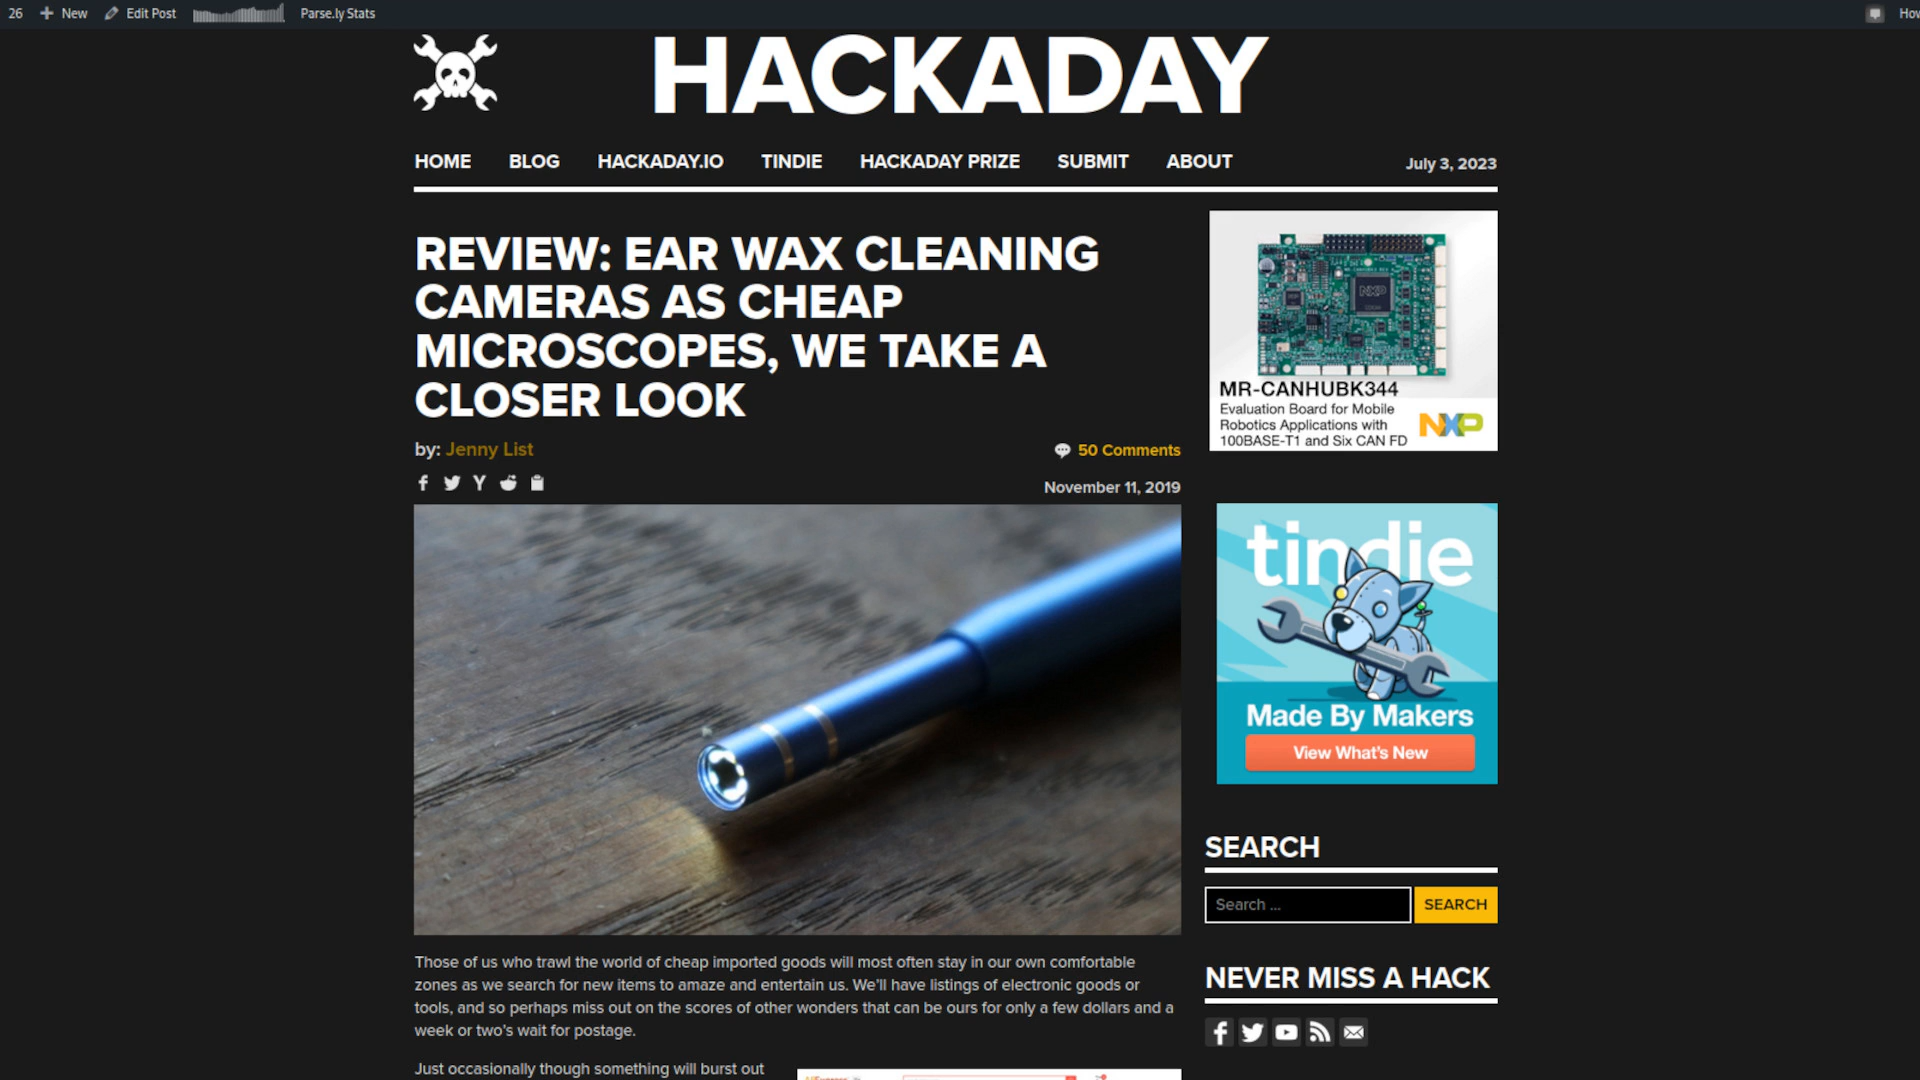 26 New Edit Post Parse.ly Stats
HACKADAY
HOME BLOG HACKADAY.IO TINDIE HACKADAY PRIZE SUBMIT ABOUT July 3, 2023
REVIEW: EAR WAX CLEANING
CAMERAS AS CHEAP
MICROSCOPES, WE TAKE A
CLOSER LOOK
by: Jenny List
50 Comments
November 11, 2019
Those of us who trawl the world of cheap imported goods will most often stay in our own comfortable
zones as we search for new items to amaze and entertain us. We'll have listings of electronic goods or
tools, and so perhaps miss out on the scores of other wonders that can be ours for only a few dollars and a
week or two's wait for postage.
Just occasionally though something will burst out
NXP
MR-CANHUBK344
Evaluation Board for Mobile
Robotics Applications with
100BASE-T1 and Six CAN FD
NXP
tindie
Made By Makers
View What's New
SEARCH
Search ...
SEARCH
NEVER MISS A HACK